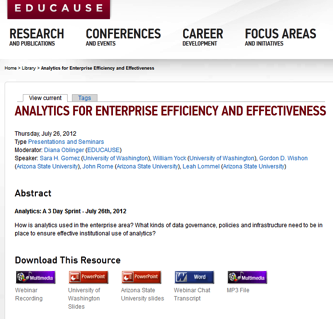 EDUCAUSE
RESEARCH CONFERENCES CAREER FOCUS AREAS
AND PUBLICATIONS AND EVENTS DEVELOPMENT AND INITIATIVES
Home > Library > Analytics for Enterprise Efficiency and Effectiveness
View current Tags
ANALYTICS FOR ENTERPRISE EFFICIENCY AND EFFECTIVENESS
Thursday, July 26, 2012
Type Presentations and Seminars
Moderator: Diana Oblinger (EDUCAUSE)
Speaker: Sara H. Gomez (University of Washington), William Yock (University of Washington), Gordon D. Wishon
(Arizona State University), John Rome (Arizona State University), Leah Lommel (Arizona State University)
Abstract
Analytics: A 3 Day Sprint - July 26th, 2012
How is analytics used in the enterprise area? What kinds of data governance, policies and infrastructure need to be in
place to ensure effective institutional use of analytics?
Download This Resource
Multimedia PowerPoint PowerPoint Word Multimedia
Webinar University of Arizona State Webinar Chat MP3 File
Recording Washington University slides Transcript
Slides